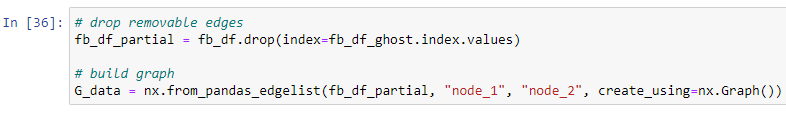 In [36]: # drop removable edges
fb_df_partial = fb_df.drop(index=fb_df_ghost.index.values)
# build graph
G_data = nx.from_pandas_edgelist(fb_df_partial, "node_1", "node_2", create_using=nx.Graph())